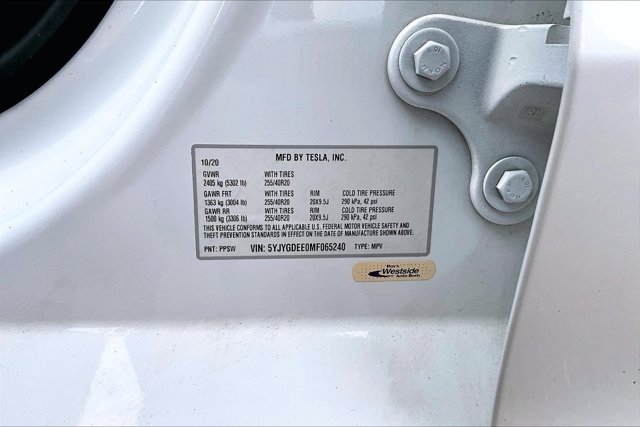 10/20 MFD BY TESLA, INC.
GVWR WITH TIRES
2405 kg (5302 lb) 255/40R20
GAWR FRT WITH TIRES RIM COLD TIRE PRESSURE
1363 kg (3004 lb) 255/40R20 20X9.5J 290 kPa, 42 psi
GAWR RR WITH TIRES RIM COLD TIRE PRESSURE
1500 kg (3306 lb) 255/40R20 20X9.5J 290 kPa, 42 psi
THIS VEHICLE CONFORMS TO ALL APPLICABLE U.S. FEDERAL MOTOR VEHICLE SAFETY AND
THEFT PREVENTION STANDARDS IN EFFECT ON THE DATE OF MANUFACTURE SHOWN ABOVE.
PNT: PPSW VIN: 5YJYGDEE0MF065240 TYPE: MPV
Westside
Auto Body